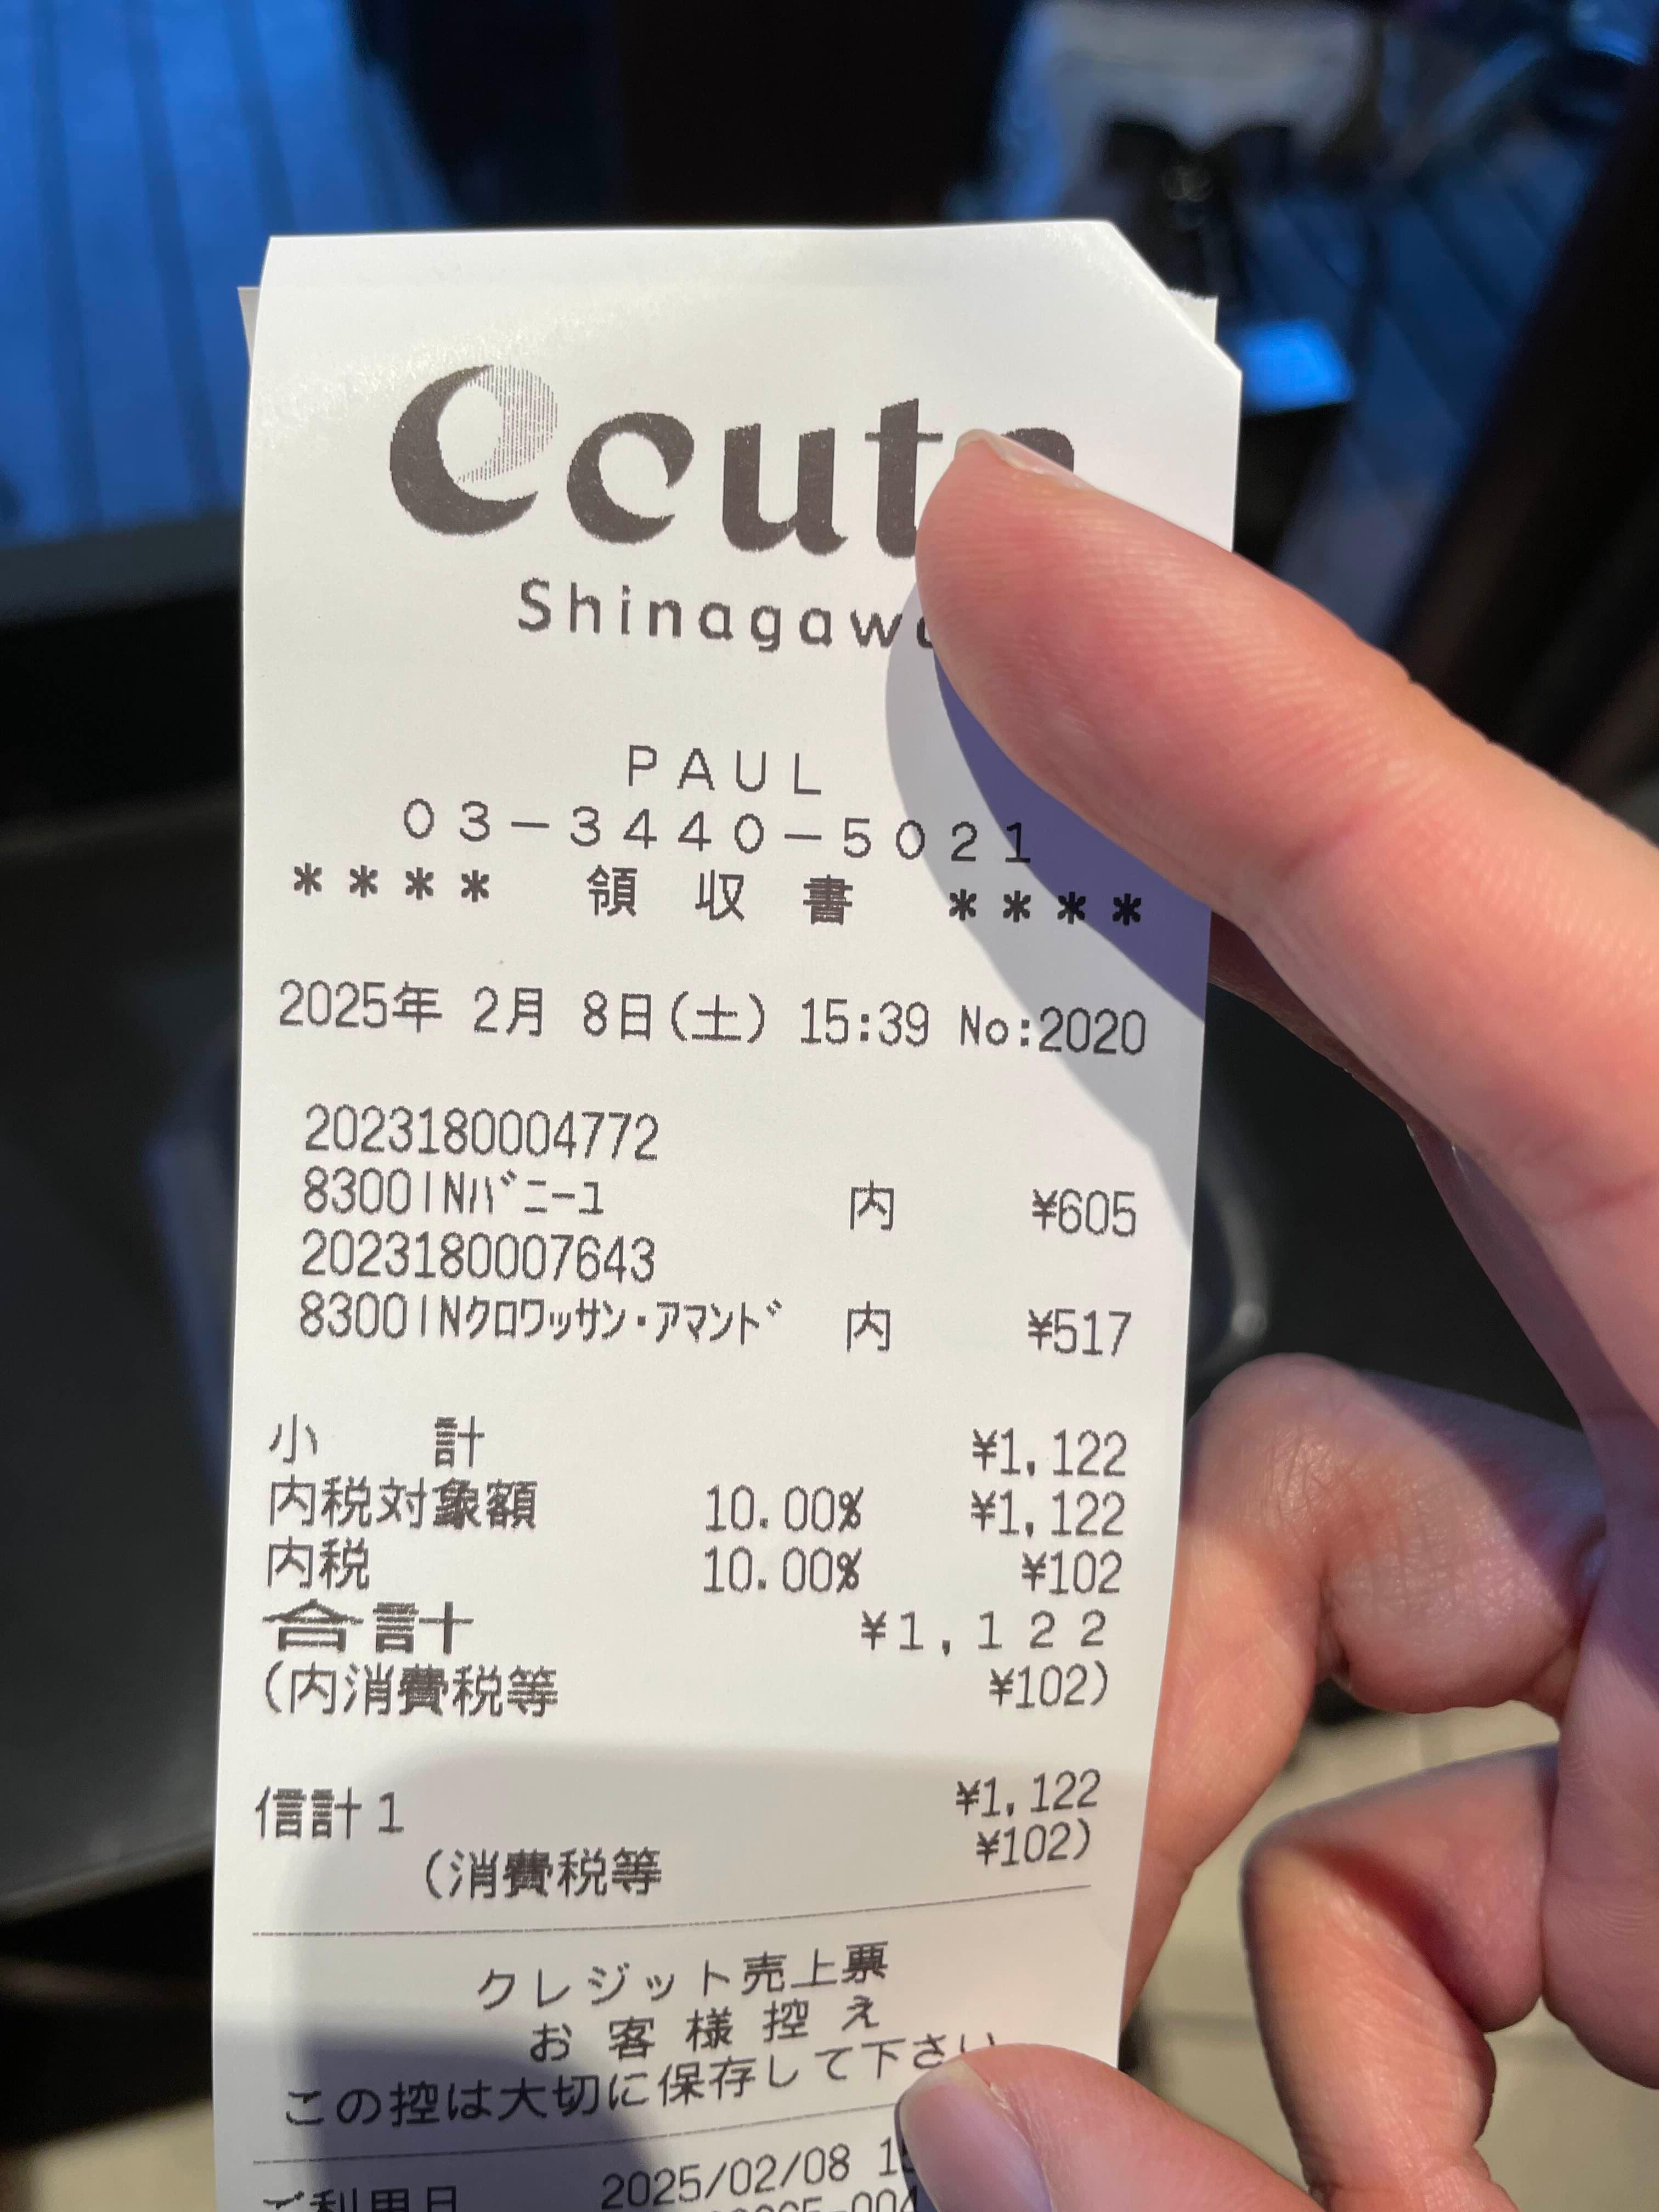 ecute
Shinagawa
PAUL
03-3440-5021
**** 領収書 ****
2025年 2月 8日(土) 15:39 No:2020
2023180004772
8300INバニーユ 内 ¥605
2023180007643
8300INクロワッサン・アマンド 内 ¥517
小 計 ¥1,122
内税対象額 10.00% ¥1,122
内税 10.00% ¥102
合計 ¥1,122
(内消費税等 ¥102)
信計1 ¥1,122
(消費税等 ¥102)
クレジット売上票
お客様控え
この控は大切に保存して下さい
ご利用日 2025/02/08